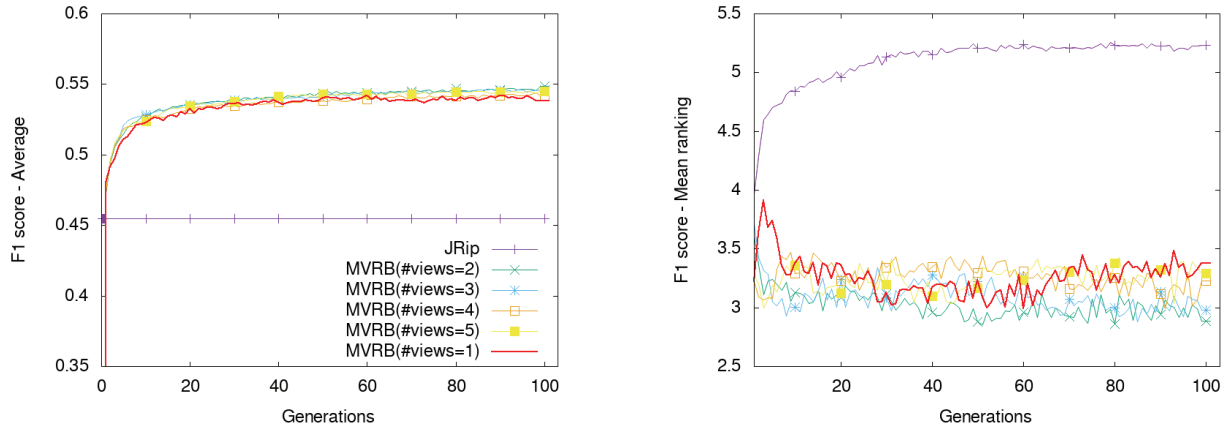 F1 score - Average
0.6
0.55
0.5
0.45
0.4
0.35
0
20
40
60
80
100
Generations
JRip
MVRB(#views=2)
MVRB(#views=3)
MVRB(#views=4)
MVRB(#views=5)
MVRB(#views=1)
F1 score - Mean ranking
5.5
5
4.5
4
3.5
3
2.5
20
40
60
80
100
Generations